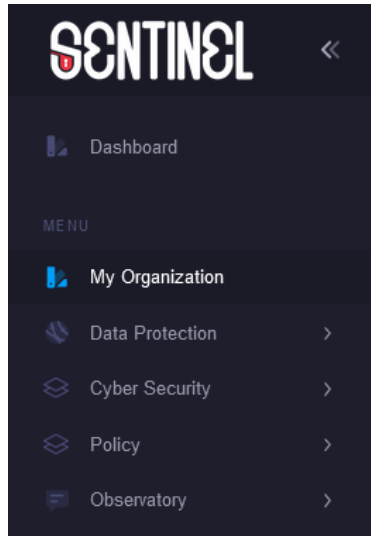 SENTINEL
Dashboard
MENU
My Organization
Data Protection
Cyber Security
Policy
Observatory